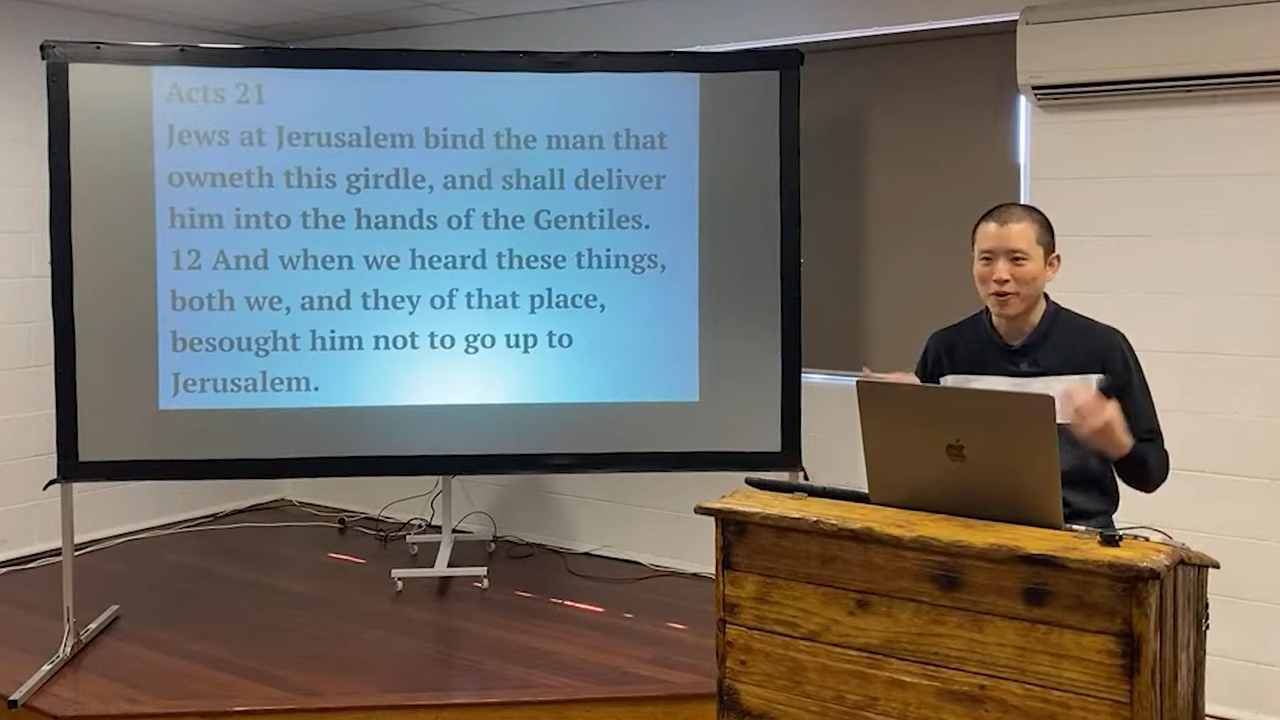 Acts 21
Jews at Jerusalem bind the man that
owneth this girdle, and shall deliver
him into the hands of the Gentiles.
12 And when we heard these things,
both we, and they of that place,
besought him not to go up to
Jerusalem.